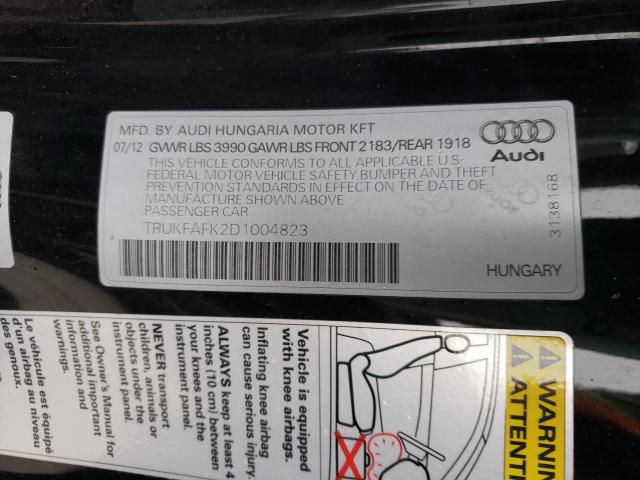 MFD. BY AUDI HUNGARIA MOTOR KFT
07/12 GVWR LBS 3990 GAWR LBS FRONT 2183/REAR 1918
THIS VEHICLE CONFORMS TO ALL APPLICABLE U S
FEDERAL MOTOR VEHICLE SAFETY BUMPER AND THEFT
PREVENTION STANDARDS IN EFFECT ON THE DATE OF
MANUFACTURE SHOWN ABOVE
PASSENGER CAR
TRUKFAFK2D1004823
Audi
3138168
HUNGARY
WARNING
ATTENTI
Vehicle is equipped
with knee airbags.
Inflating knee airbag
can cause serious injury.
ALWAYS keep at least 4
inches (10 cm) between
your knees and the
instrument panel.
NEVER transport
children, animals or
objects under the
instrument panel.
See Owner's Manual for
additional important
information and
warnings.
Le véhicule est équipé
d'un airbag au niveau
des genoux.